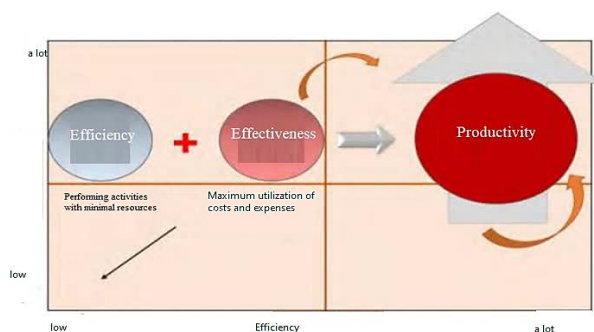 a lot
Efficiency
Effectiveness
Productivity
Performing activities
with minimal resources
Maximum utilization of
costs and expenses
low
low
Efficiency
a lot